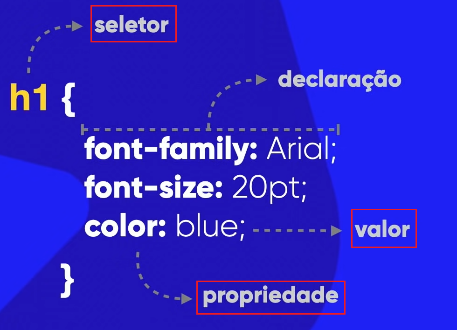 seletor
h1 {
declaração
font-family: Arial;
font-size: 20pt;
color: blue;
valor
}
propriedade